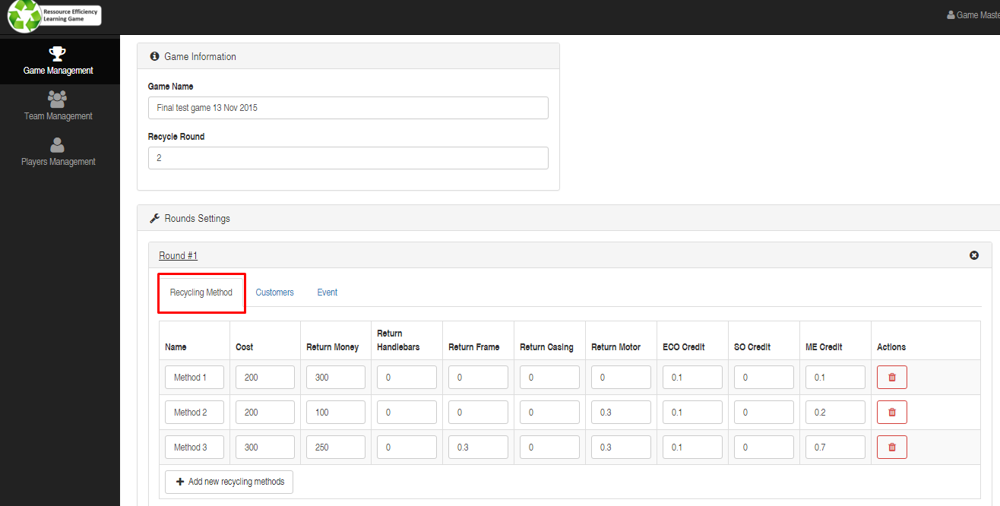 Ressource Efficiency
Learning Game
Game Maste
Game Management
Team Management
Players Management
Game Information
Game Name
Final test game 13 Nov 2015
Recycle Round
2
Rounds Settings
Round #1
Recycling Method Customers Event
Name Cost Return Money Return Handlebars Return Frame Return Casing Return Motor ECO Credit SO Credit ME Credit Actions
Method 1 200 300 0 0 0 0 0.1 0 0.1
Method 2 200 100 0 0 0 0.3 0.1 0 0.2
Method 3 300 250 0 0.3 0 0.3 0.1 0 0.7
Add new recycling methods